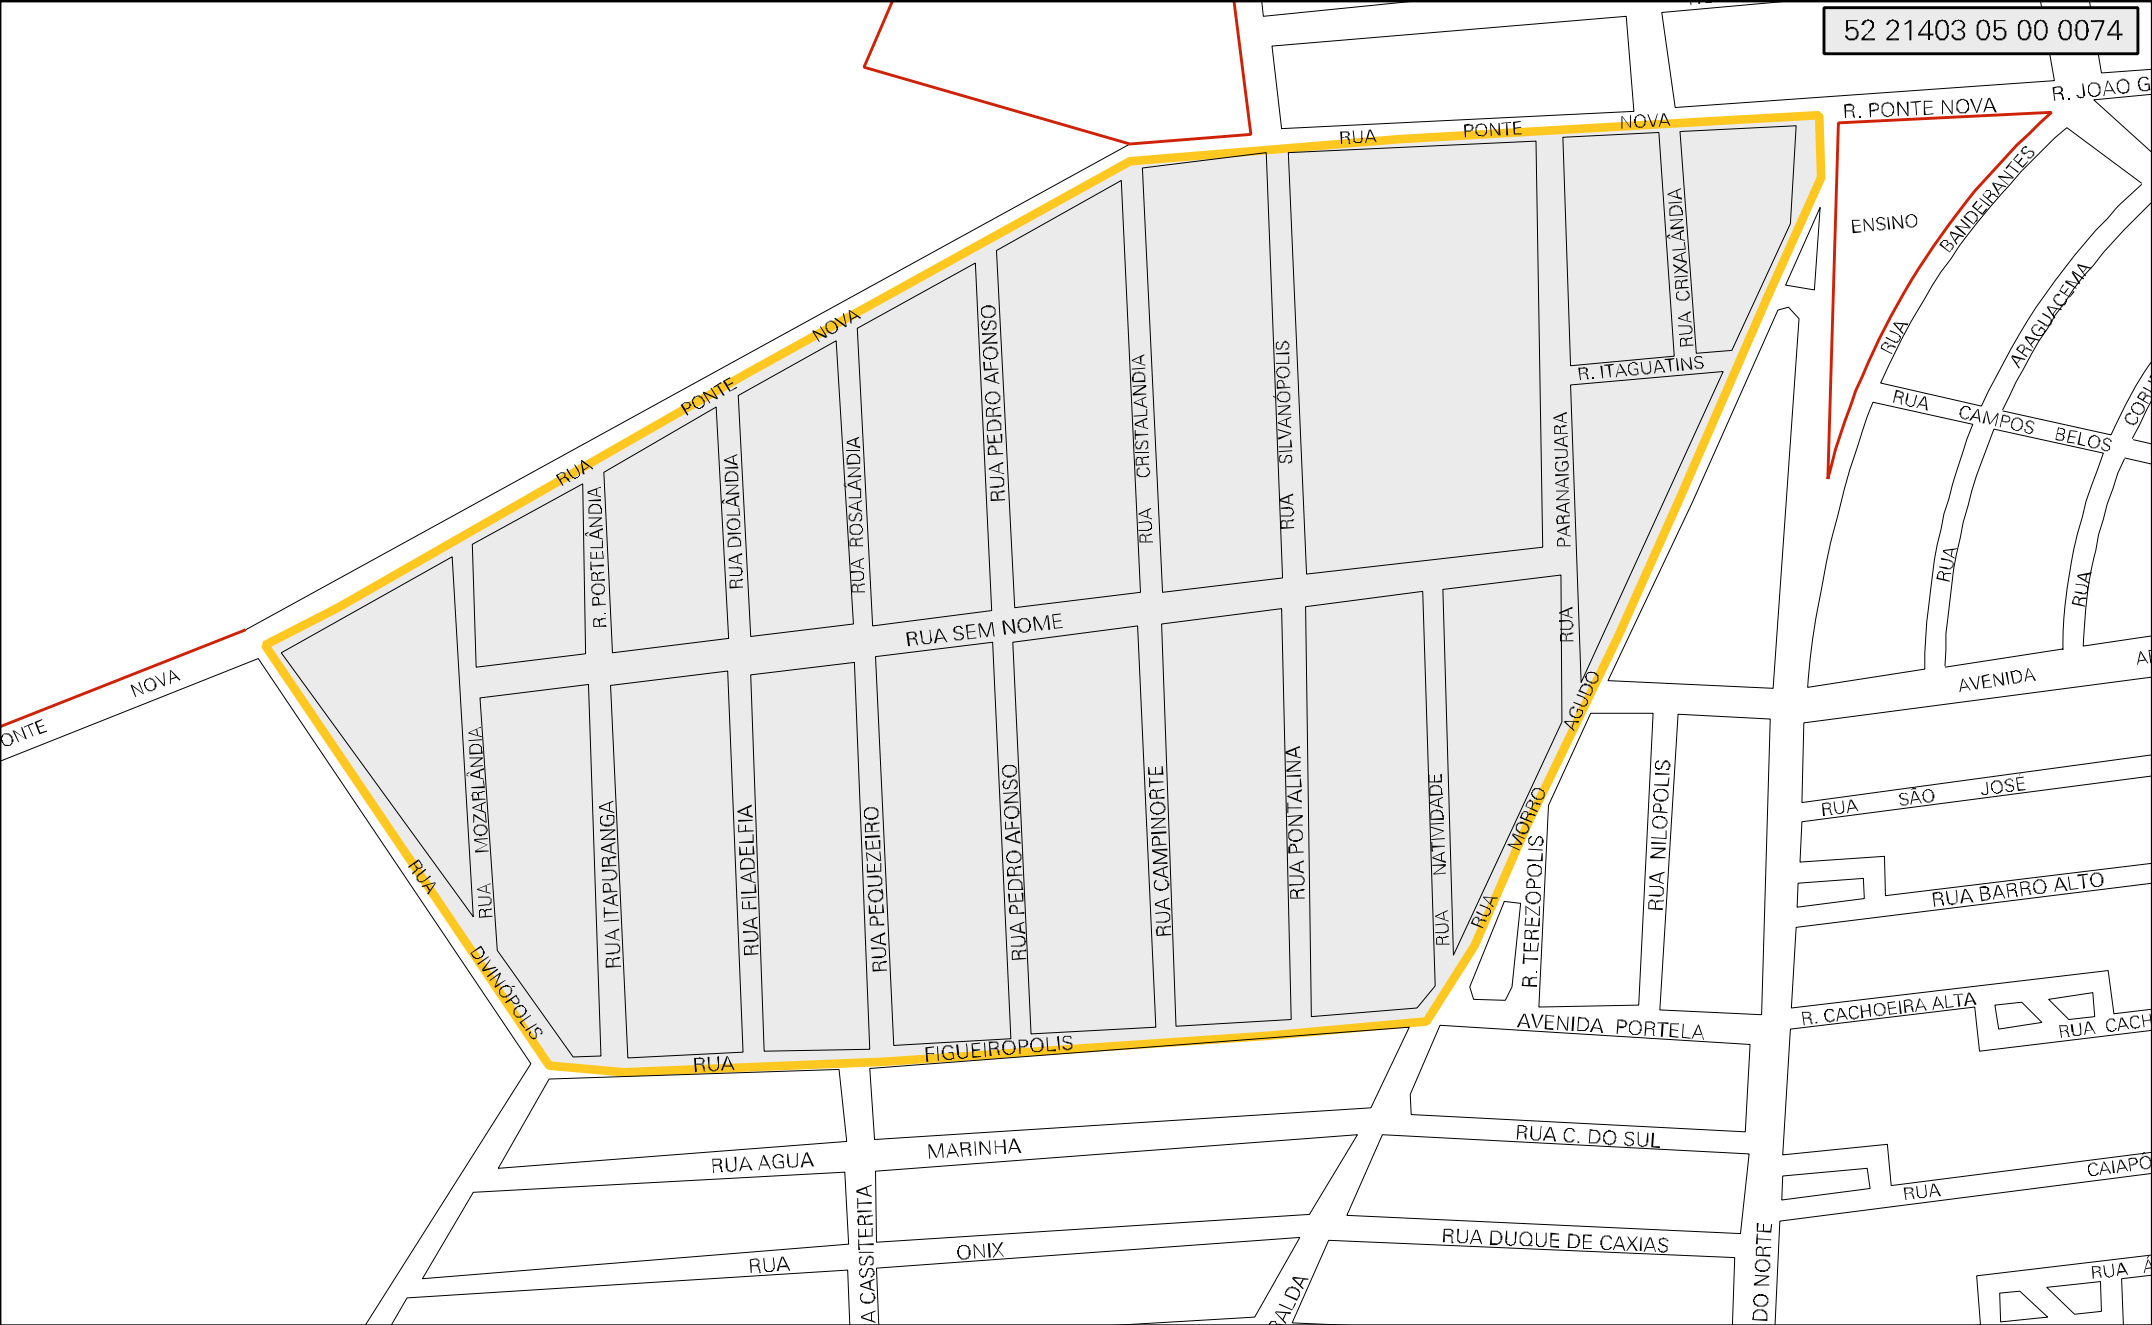 52 21403 05 00 0074
R. JOAO G
R. PONTE NOVA
RUA PONTE NOVA
ENSINO
RUA BANDEIRANTES
RUA ARAGUACEMA
RUA CRIXALÂNDIA
R. ITAGUATINS
RUA PONTE NOVA
RUA PEDRO AFONSO
RUA CRISTALANDIA
RUA SILVANÓPOLIS
RUA PARANAIGUARA
RUA CAMPOS BELOS
RUA ROSALÂNDIA
RUA DIOLÂNDIA
R. PORTELÂNDIA
RUA SEM NOME
RUA
NOVA
ONTE
AVENIDA
RUA MOZARLÂNDIA
RUA ITAPURANGA
RUA FILADELFIA
RUA PEQUEZEIRO
RUA PEDRO AFONSO
RUA CAMPINORTE
RUA PONTALINA
RUA NATIVIDADE
RUA MORRO AGUDO
R. TEREZOPOLIS
RUA NILOPOLIS
RUA SÃO JOSE
RUA BARRO ALTO
R. CACHOEIRA ALTA
RUA CACH
RUA DIVINÓPOLIS
RUA FIGUEIRÓPOLIS
AVENIDA PORTELA
RUA C. DO SUL
RUA AGUA MARINHA
RUA CAIAPÓ
A CASSITERITA
RUA ONIX
RUA DUQUE DE CAXIAS
DO NORTE
ALDA
RUA